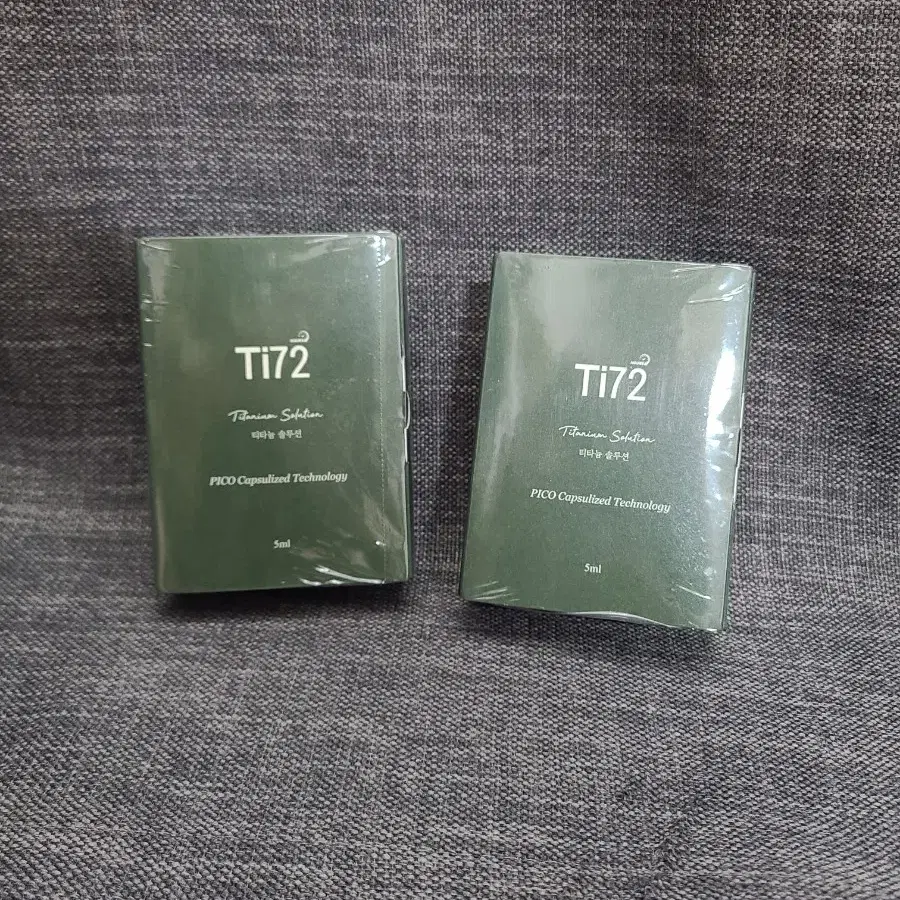 Ti72
Titanium Solution
티타늄 솔루션
PICO Capsulized Technology
5ml
Ti72
Titanium Solution
티타늄 솔루션
PICO Capsulized Technology
5ml